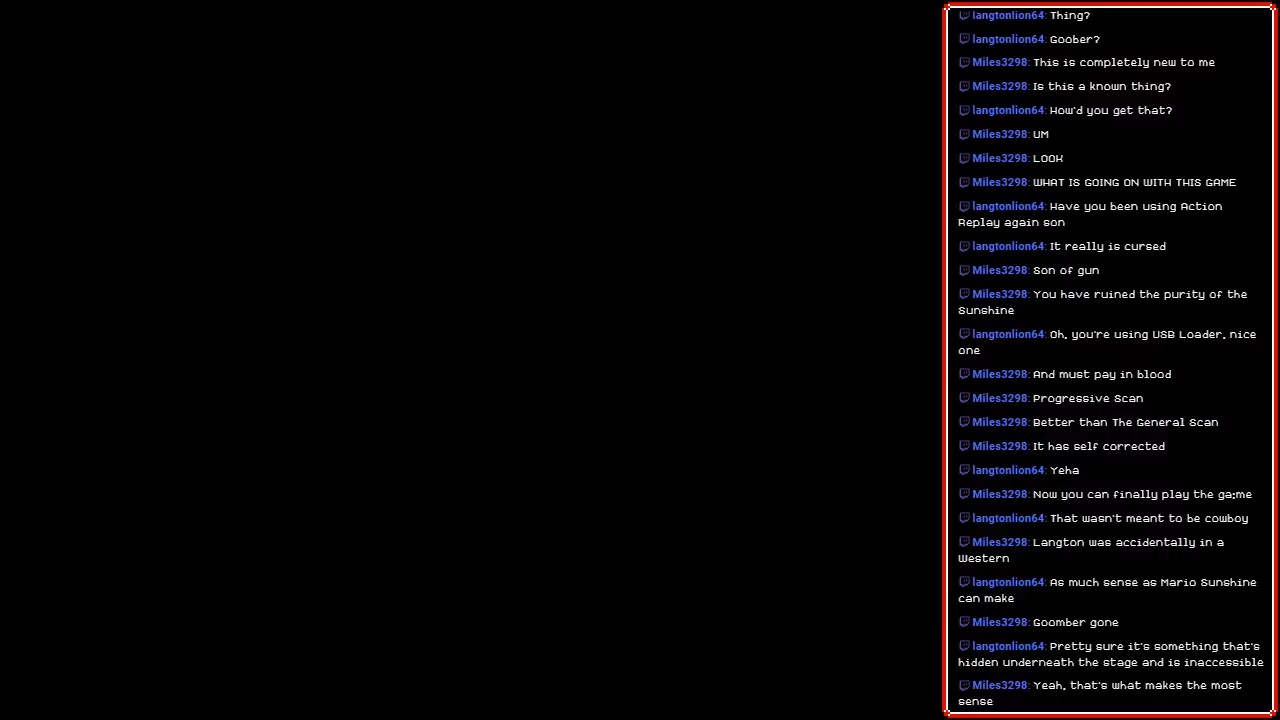 langtonlion64: Thing?
langtonlion64: Goober?
Miles3298: This is completely new to me
Miles3298: Is this a known thing?
langtonlion64: How'd you get that?
Miles3298: UM
Miles3298: LOOK
Miles3298: WHAT IS GOING ON WITH THIS GAME
langtonlion64: Have you been using Action
Replay again son
langtonlion64: It really is cursed
Miles3298: Son of gun
Miles3298: You have ruined the purity of the
Sunshine
langtonlion64: Oh, you're using USB Loader, nice
one
Miles3298: And must pay in blood
Miles3298: Progressive Scan
Miles3298: Better than The General Scan
Miles3298: It has self corrected
langtonlion64: Yeha
Miles3298: Now you can finally play the ga;me
langtonlion64: That wasn't meant to be cowboy
Miles3298: Langton was accidentally in a
Western
langtonlion64: As much sense as Mario Sunshine
can make
Miles3298: Goomber gone
langtonlion64: Pretty sure it's something that's
hidden underneath the stage and is inaccessible
Miles3298: Yeah, that's what makes the most
sense